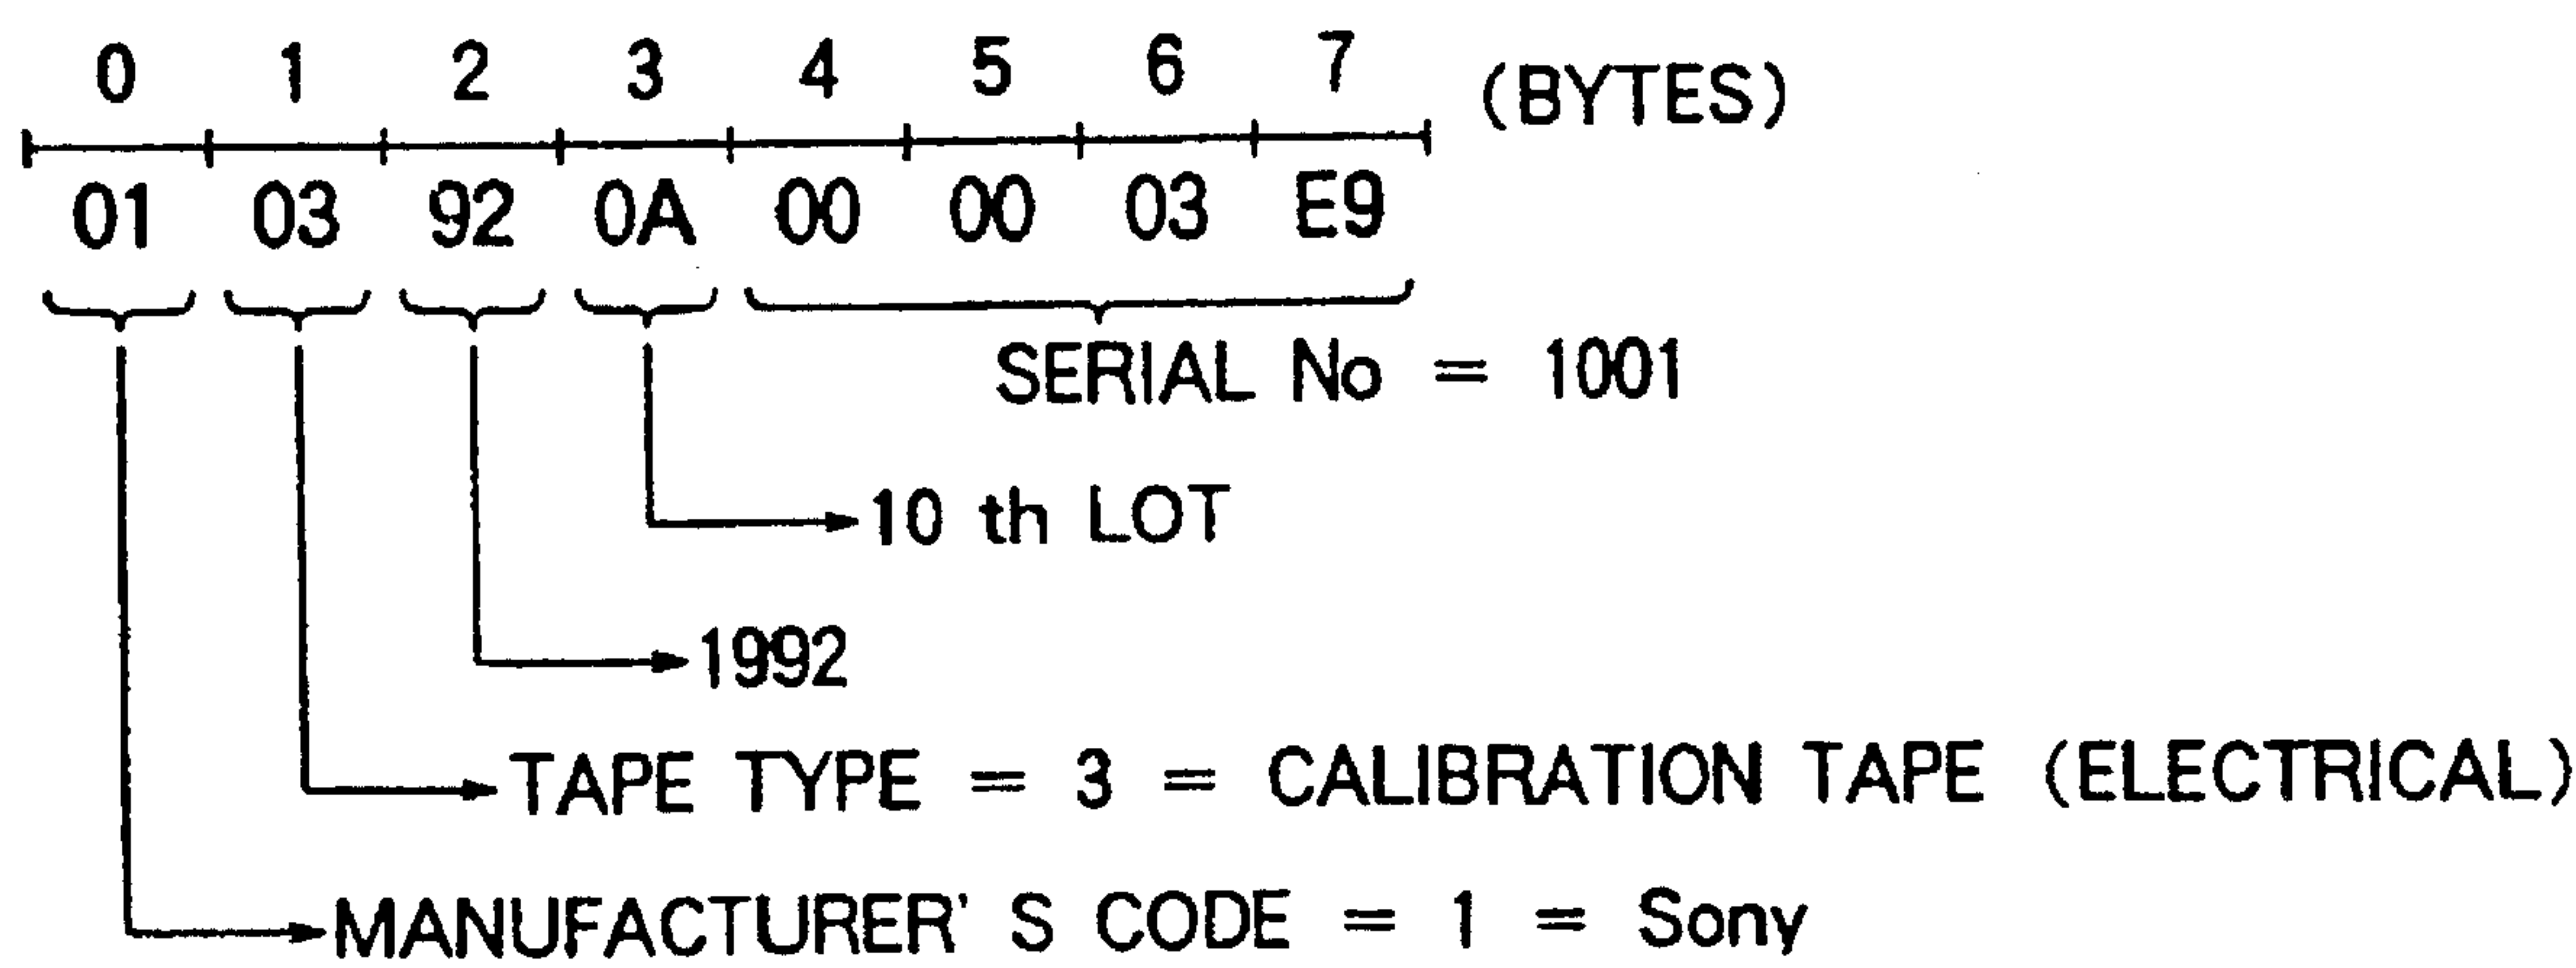 0 1 2 3 4 5 6 7 (BYTES)
01 03 92 0A 00 00 03 E9
SERIAL No = 1001
10 th LOT
1992
TAPE TYPE = 3 = CALIBRATION TAPE (ELECTRICAL)
MANUFACTURER' S CODE = 1 = Sony